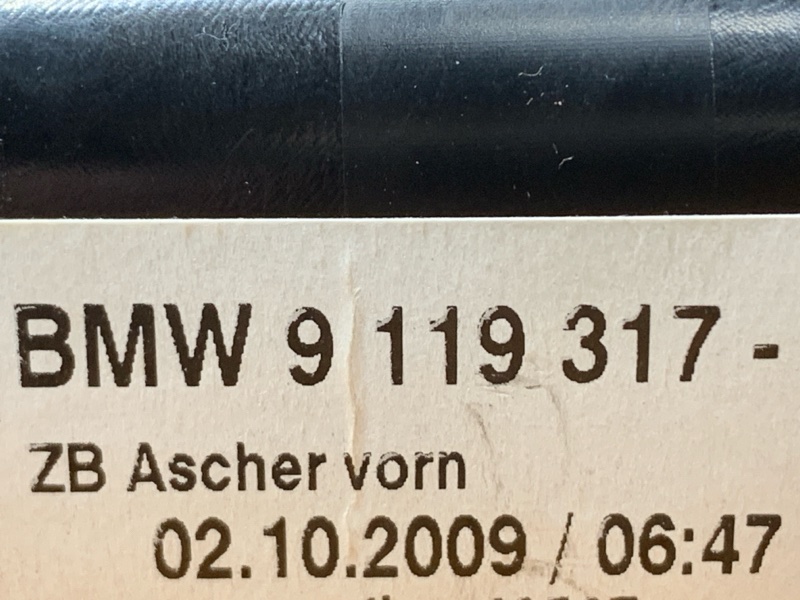 BMW 9 119 317 -
ZB Ascher vorn
02.10.2009 / 06:47